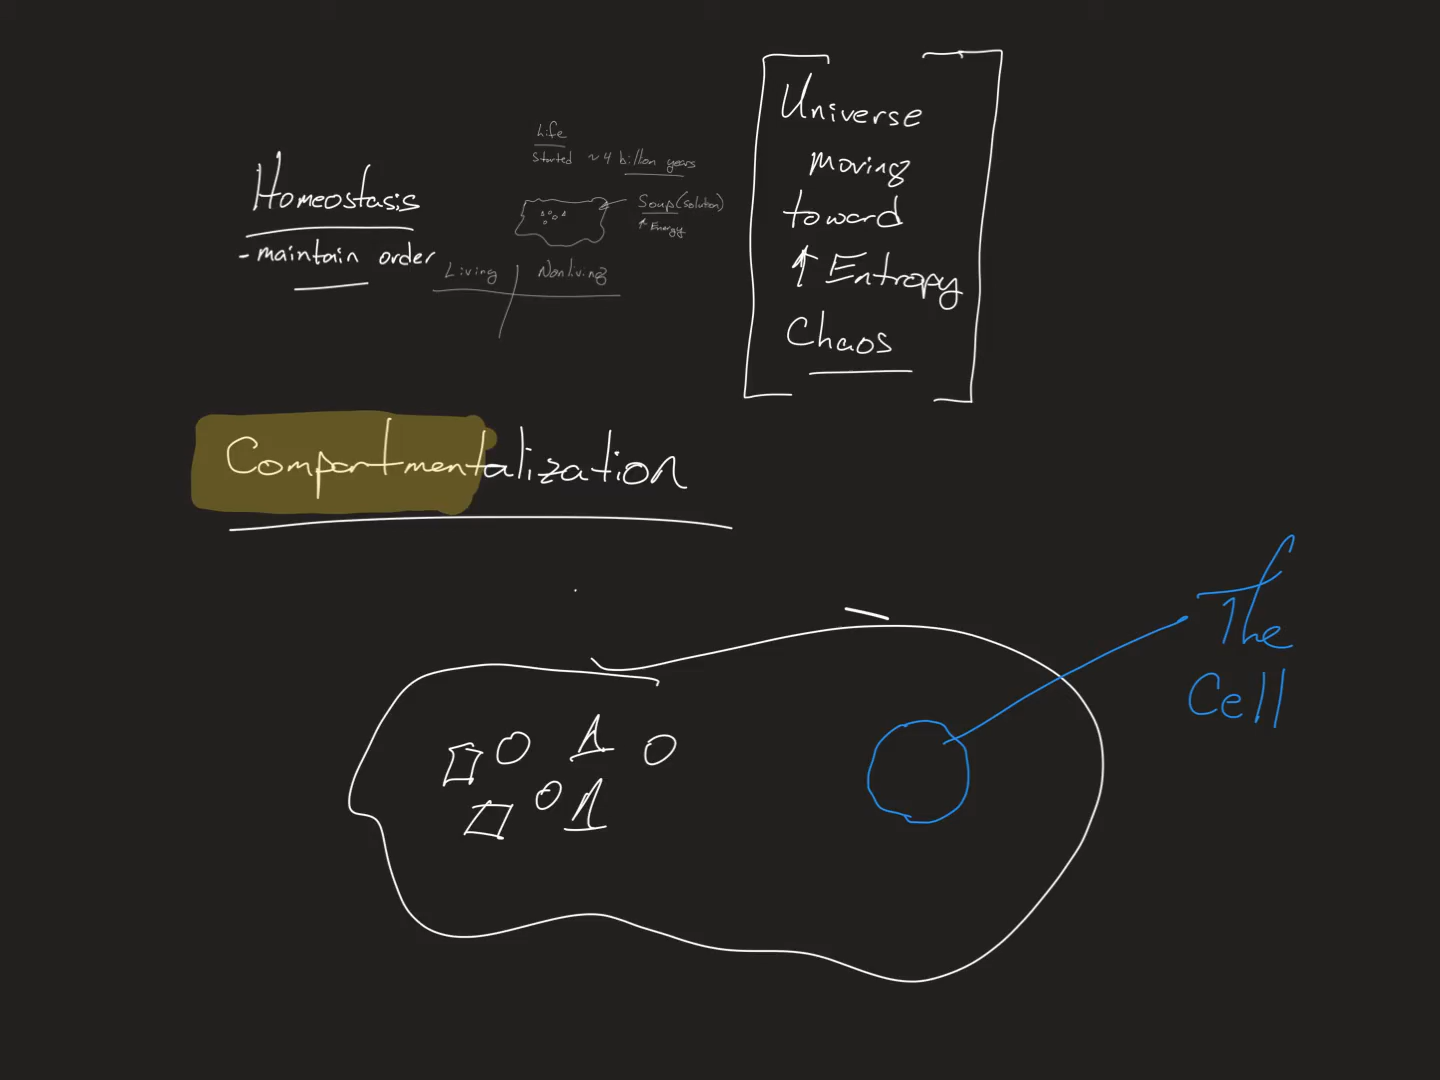 Life
Started ~4 billion years
Soup (solution)
↑ Energy
Living | Nonliving
Homeostasis
- maintain order
Universe
moving
toward
↑ Entropy
Chaos
Compartmentalization
The
Cell